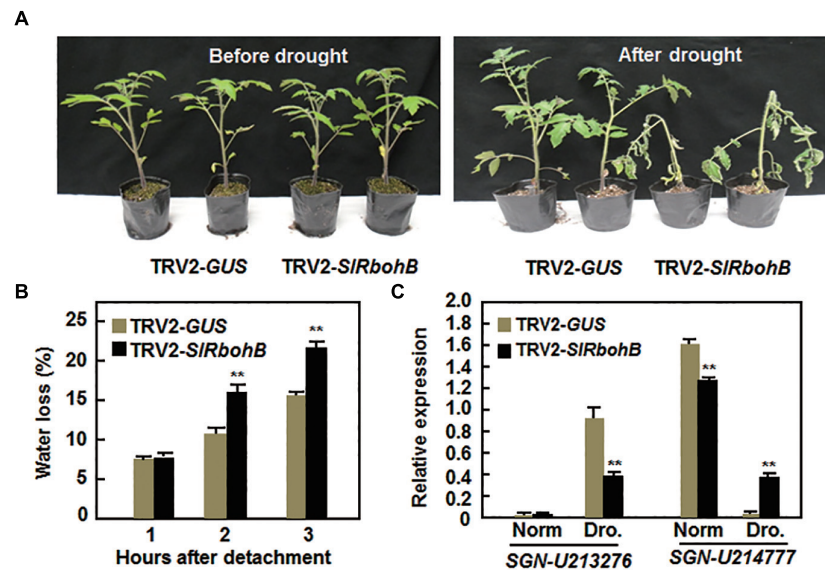 A
Before drought
After drought
TRV2-GUS TRV2-SlRbohB
TRV2-GUS TRV2-SlRbohB
B
TRV2-GUS
TRV2-SlRbohB
25
20
15
10
5
Water loss (%)
**
**
1 2 3
Hours after detachment
C
TRV2-GUS
TRV2-SlRbohB
2.0
1.8
1.6
1.4
1.2
1.0
0.8
0.6
0.4
0.2
0
Relative expression
**
**
**
Norm Dro. Norm Dro.
SGN-U213276 SGN-U214777